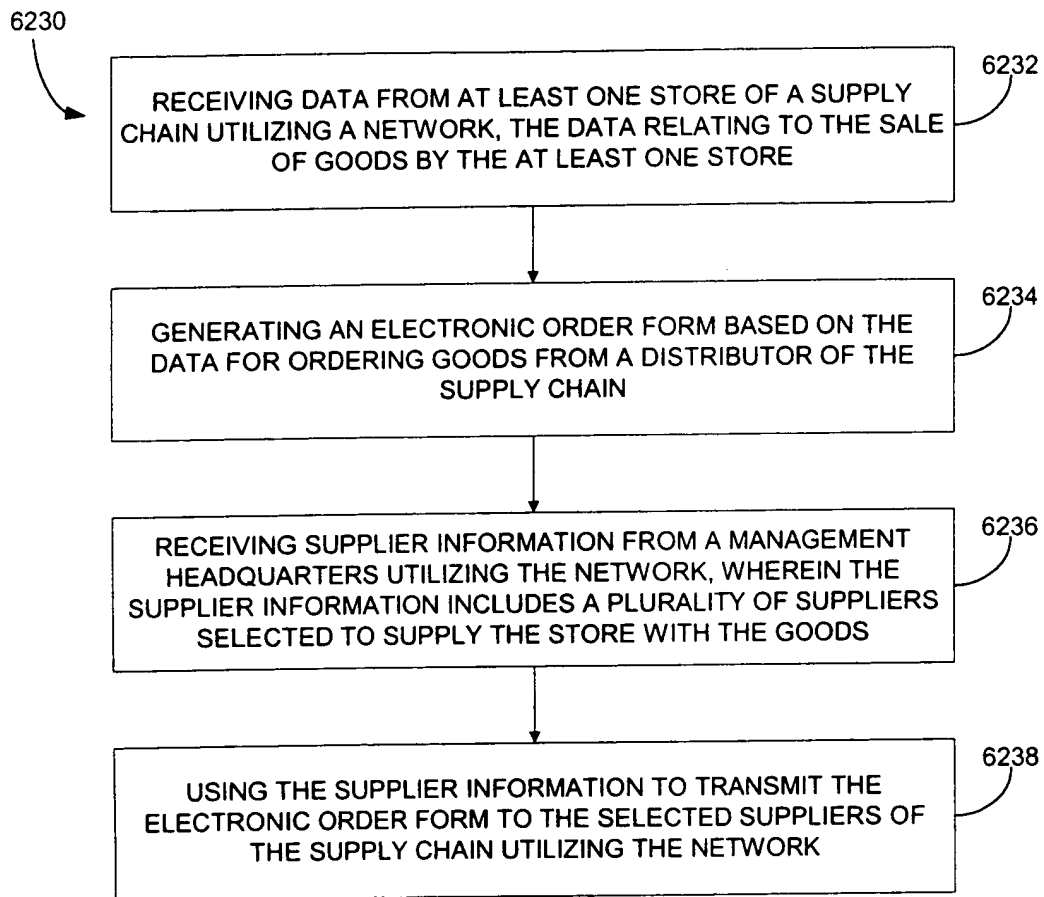 6230
6232
RECEIVING DATA FROM AT LEAST ONE STORE OF A SUPPLY
CHAIN UTILIZING A NETWORK, THE DATA RELATING TO THE SALE
OF GOODS BY THE AT LEAST ONE STORE
6234
GENERATING AN ELECTRONIC ORDER FORM BASED ON THE
DATA FOR ORDERING GOODS FROM A DISTRIBUTOR OF THE
SUPPLY CHAIN
6236
RECEIVING SUPPLIER INFORMATION FROM A MANAGEMENT
HEADQUARTERS UTILIZING THE NETWORK, WHEREIN THE
SUPPLIER INFORMATION INCLUDES A PLURALITY OF SUPPLIERS
SELECTED TO SUPPLY THE STORE WITH THE GOODS
6238
USING THE SUPPLIER INFORMATION TO TRANSMIT THE
ELECTRONIC ORDER FORM TO THE SELECTED SUPPLIERS OF
THE SUPPLY CHAIN UTILIZING THE NETWORK